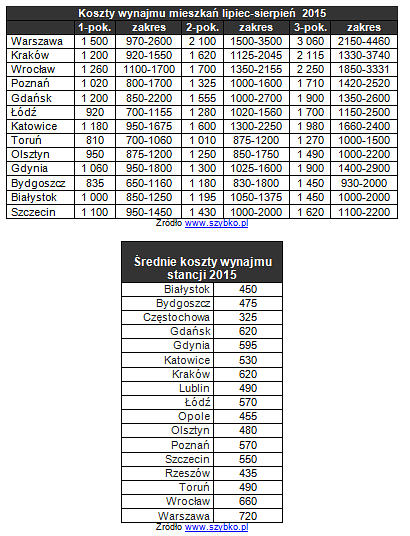 Koszty wynajmu mieszkań lipiec-sierpień 2015
1-pok. zakres 2-pok. zakres 3-pok. zakres
Warszawa 1 500 970-2600 2 100 1500-3500 3 060 2150-4460
Kraków 1 200 920-1550 1 620 1125-2045 2 115 1330-3740
Wrocław 1 260 1100-1700 1 700 1350-2155 2 250 1850-3331
Poznań 1 020 800-1700 1 325 1000-1600 1 710 1420-2520
Gdańsk 1 200 850-2200 1 555 1000-2700 1 900 1350-2600
Łódź 920 700-1155 1 280 1020-1560 1 700 1150-2500
Katowice 1 180 950-1675 1 600 1300-2250 1 980 1660-2400
Toruń 810 700-1060 1 010 875-1200 1 270 1000-1500
Olsztyn 950 875-1200 1 250 850-1750 1 490 1000-2200
Gdynia 1 060 950-1800 1 300 1025-1600 1 900 1400-2900
Bydgoszcz 835 650-1160 1 180 830-1800 1 450 930-2000
Białystok 1 000 850-1250 1 195 1050-1375 1 450 1000-2000
Szczecin 1 100 950-1450 1 430 1000-2000 1 620 1100-2200
Źródło www.szybko.pl
Średnie koszty wynajmu
stancji 2015
Białystok 450
Bydgoszcz 475
Częstochowa 325
Gdańsk 620
Gdynia 595
Katowice 530
Kraków 620
Lublin 490
Łódź 570
Opole 455
Olsztyn 480
Poznań 570
Szczecin 550
Rzeszów 435
Toruń 490
Wrocław 660
Warszawa 720
Źródło www.szybko.pl